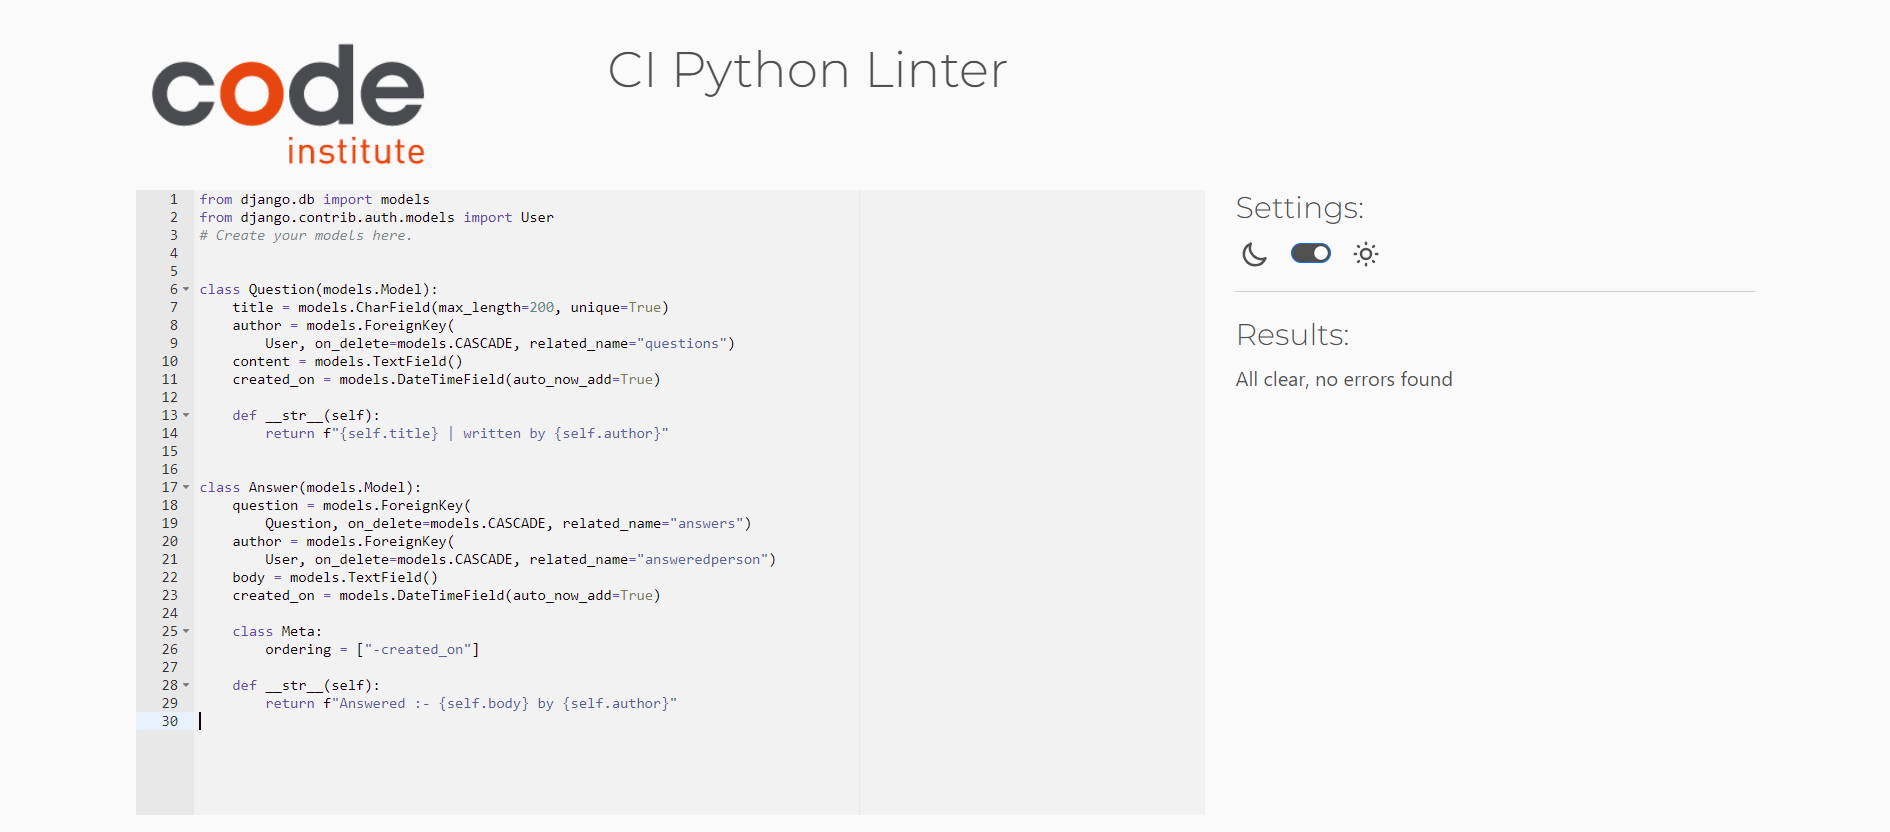 code
institute
CI Python Linter
1 from django.db import models
2 from django.contrib.auth.models import User
3 # Create your models here.
4
5
6 class Question(models.Model):
7     title = models.CharField(max_length=200, unique=True)
8     author = models.ForeignKey(
9         User, on_delete=models.CASCADE, related_name="questions")
10     content = models.TextField()
11     created_on = models.DateTimeField(auto_now_add=True)
12
13     def __str__(self):
14         return f"{self.title} | written by {self.author}"
15
16
17 class Answer(models.Model):
18     question = models.ForeignKey(
19         Question, on_delete=models.CASCADE, related_name="answers")
20     author = models.ForeignKey(
21         User, on_delete=models.CASCADE, related_name="answeredperson")
22     body = models.TextField()
23     created_on = models.DateTimeField(auto_now_add=True)
24
25     class Meta:
26         ordering = ["-created_on"]
27
28     def __str__(self):
29         return f"Answered :- {self.body} by {self.author}"
30
Settings:
Results:
All clear, no errors found